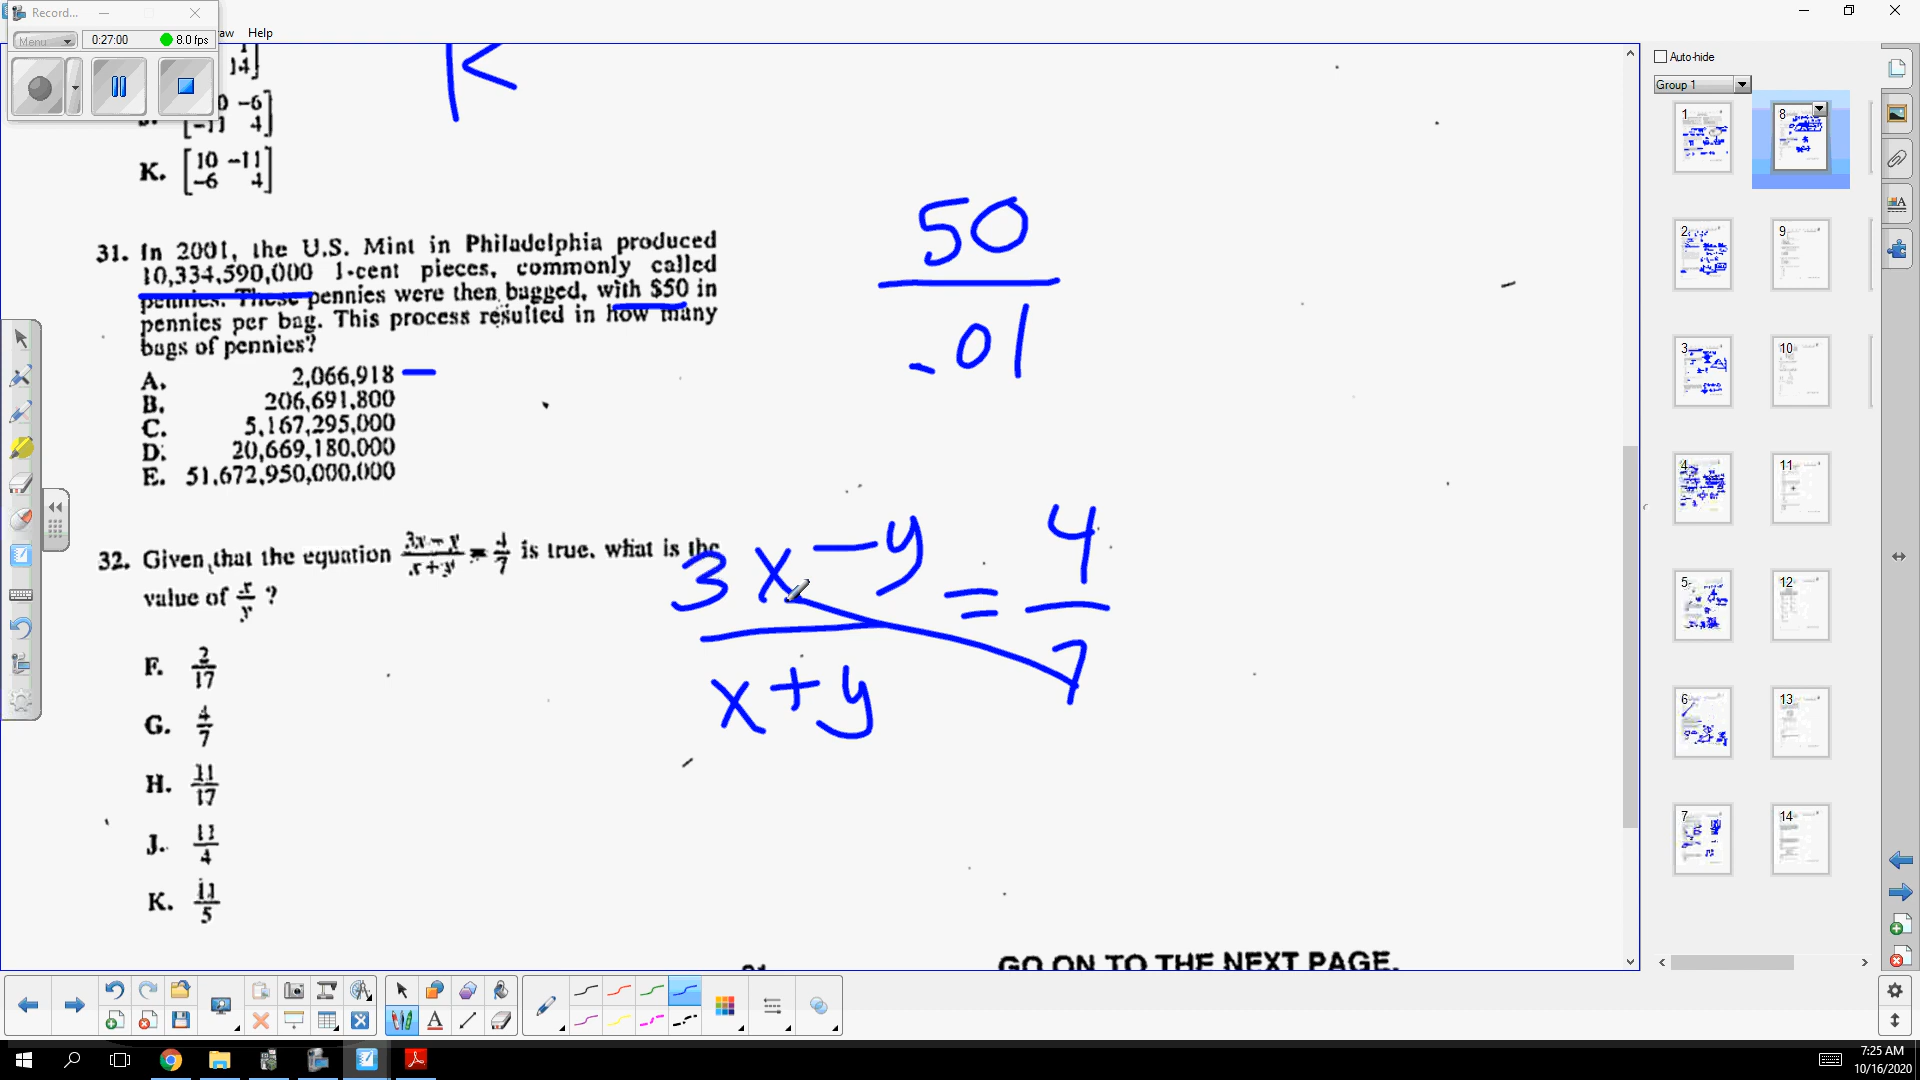 Record...
Menu
0:27:00
8.0 fps
aw Help
Auto-hide
Group 1
14
0 -6
-11 4
K. 10 -11
-6 4
K
31. In 2001, the U.S. Mint in Philadelphia produced
10,334,590,000 1-cent pieces, commonly called
pennies. These pennies were then bagged, with $50 in
pennies per bag. This process resulted in how many
bags of pennies?
A. 2,066,918
B. 206,691,800
C. 5,167,295,000
D. 20,669,180,000
E. 51,672,950,000,000
50
.01
32. Given that the equation 3x-y/x+y = 4/7 is true, what is the
value of x/y ?
F. 2/17
G. 4/7
H. 11/17
J. 11/4
K. 11/5
3x-y = 4
x+y 7
GO ON TO THE NEXT PAGE.
1
2
3
4
5
6
7
8
9
10
11
12
13
14
7:25 AM
10/16/2020